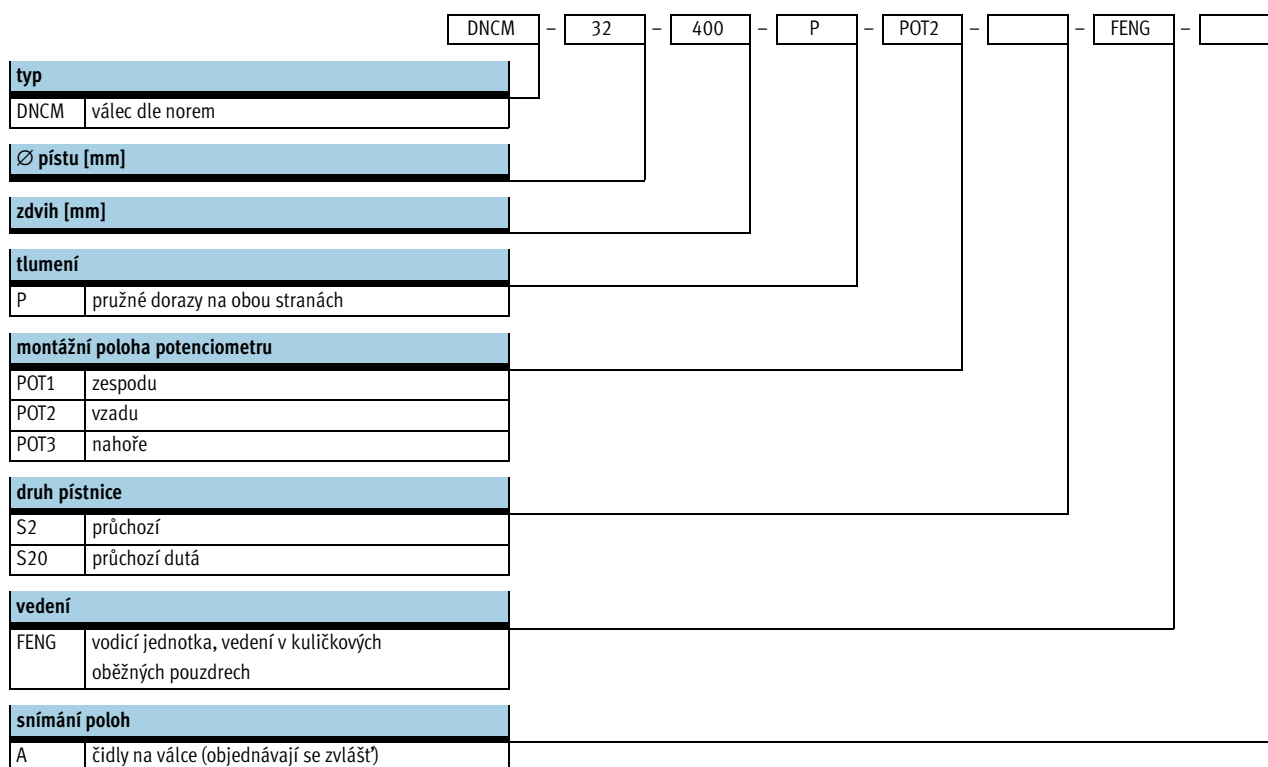 DNCM – 32 – 400 – P – POT2 – – FENG –
typ
DNCM válec dle norem
∅ pístu [mm]
zdvih [mm]
tlumení
P pružné dorazy na obou stranách
montážní poloha potenciometru
POT1 zespodu
POT2 vzadu
POT3 nahoře
druh pístnice
S2 průchozí
S20 průchozí dutá
vedení
FENG vodicí jednotka, vedení v kuličkových
oběžných pouzdrech
snímání poloh
A čidly na válce (objednávají se zvlášť)